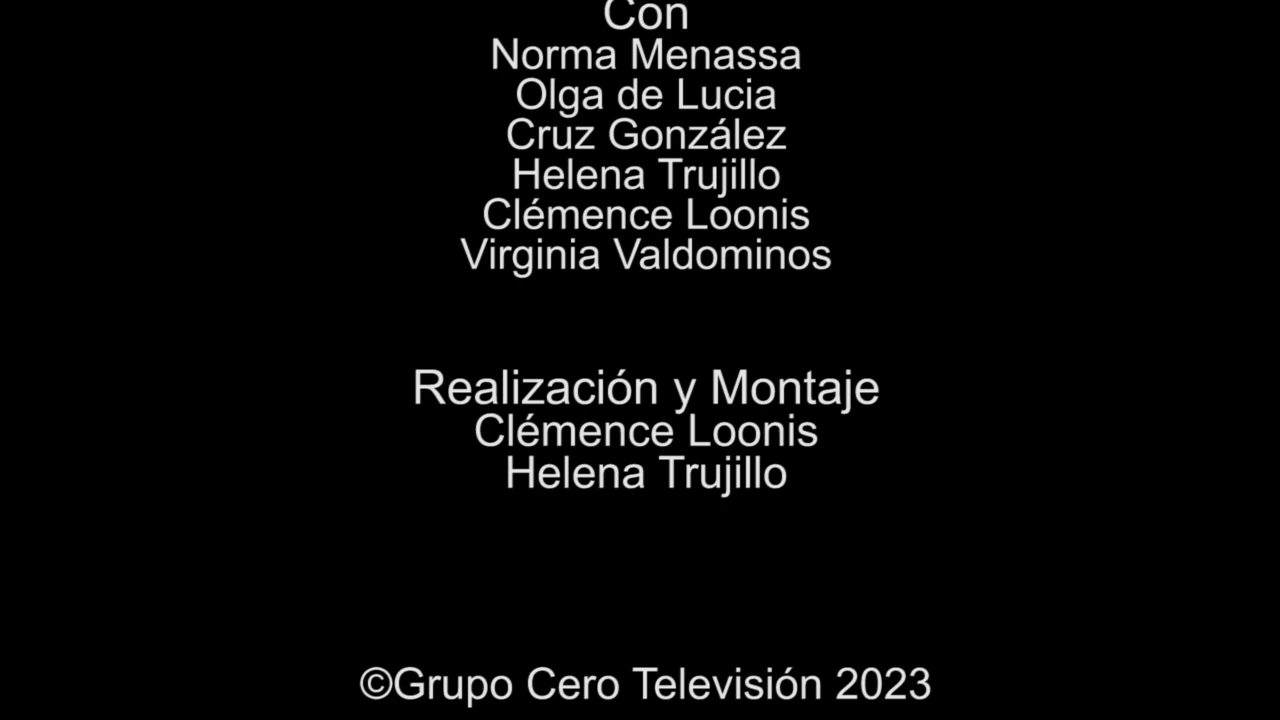 Con
Norma Menassa
Olga de Lucia
Cruz González
Helena Trujillo
Clémence Loonis
Virginia Valdominos
Realización y Montaje
Clémence Loonis
Helena Trujillo
©Grupo Cero Televisión 2023